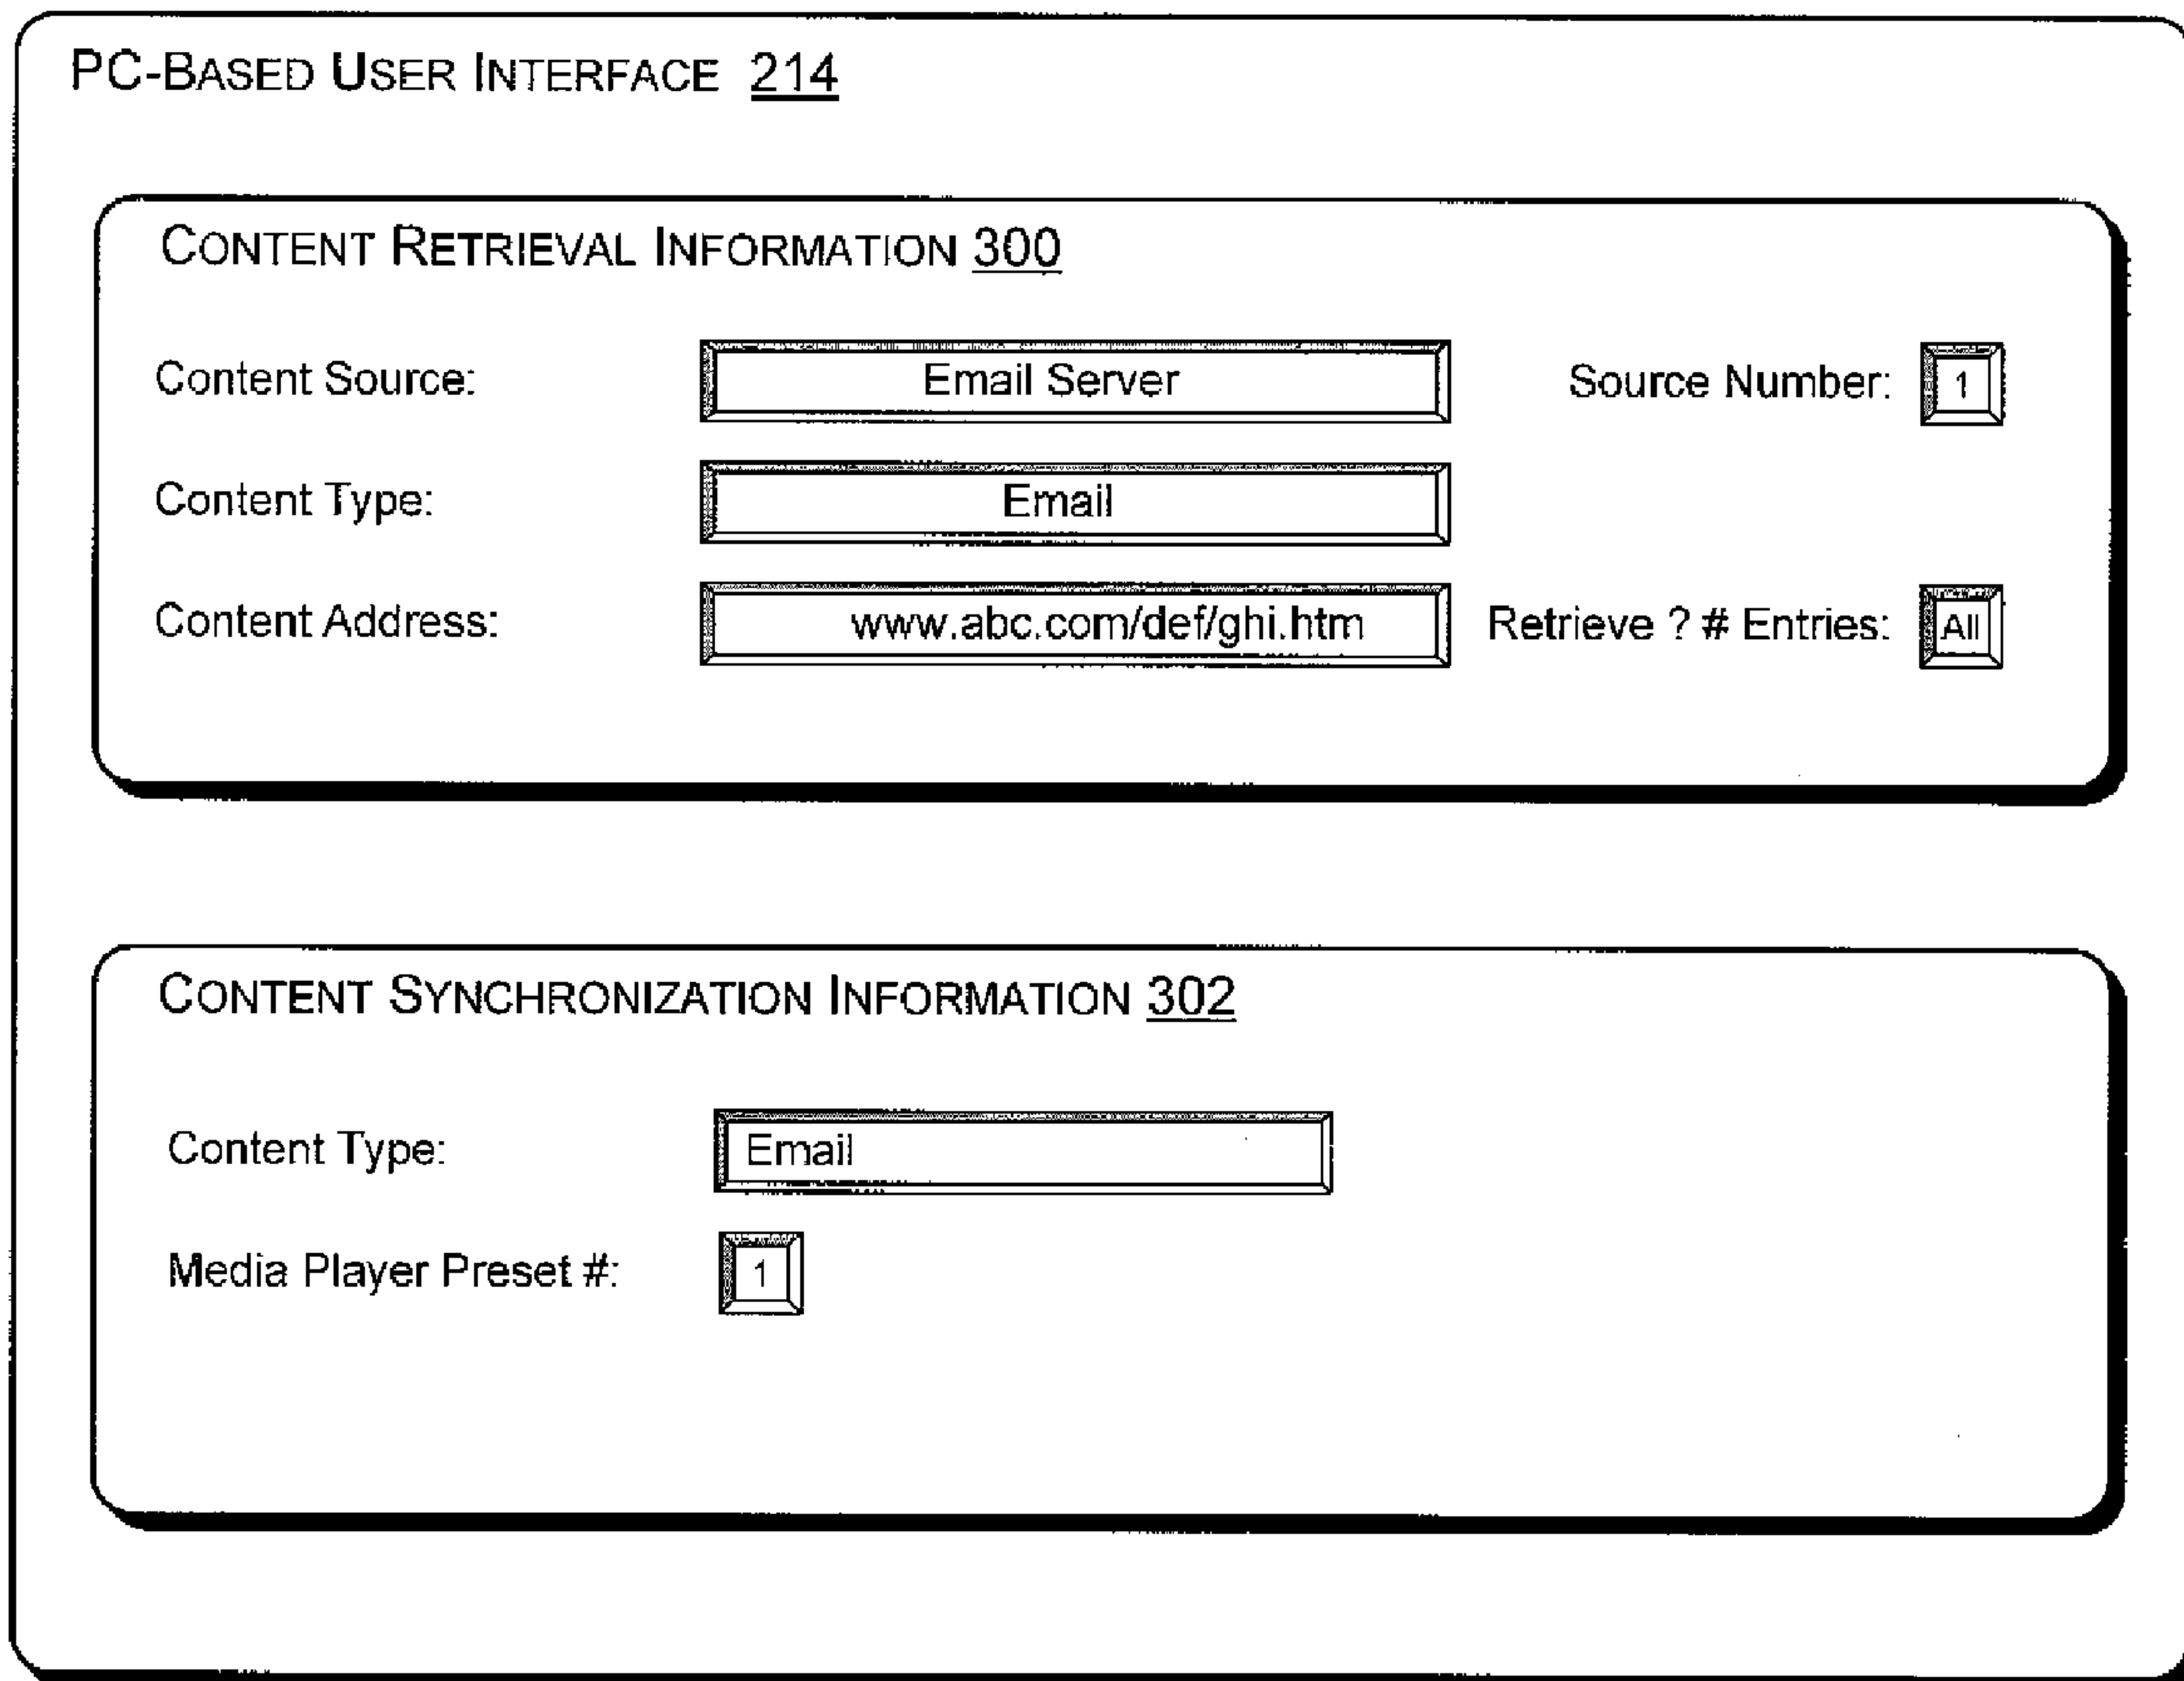 PC-BASED USER INTERFACE 214
CONTENT RETRIEVAL INFORMATION 300
Content Source: Email Server Source Number: 1
Content Type: Email
Content Address: www.abc.com/def/ghi.htm Retrieve ? # Entries: All
CONTENT SYNCHRONIZATION INFORMATION 302
Content Type: Email
Media Player Preset #: 1